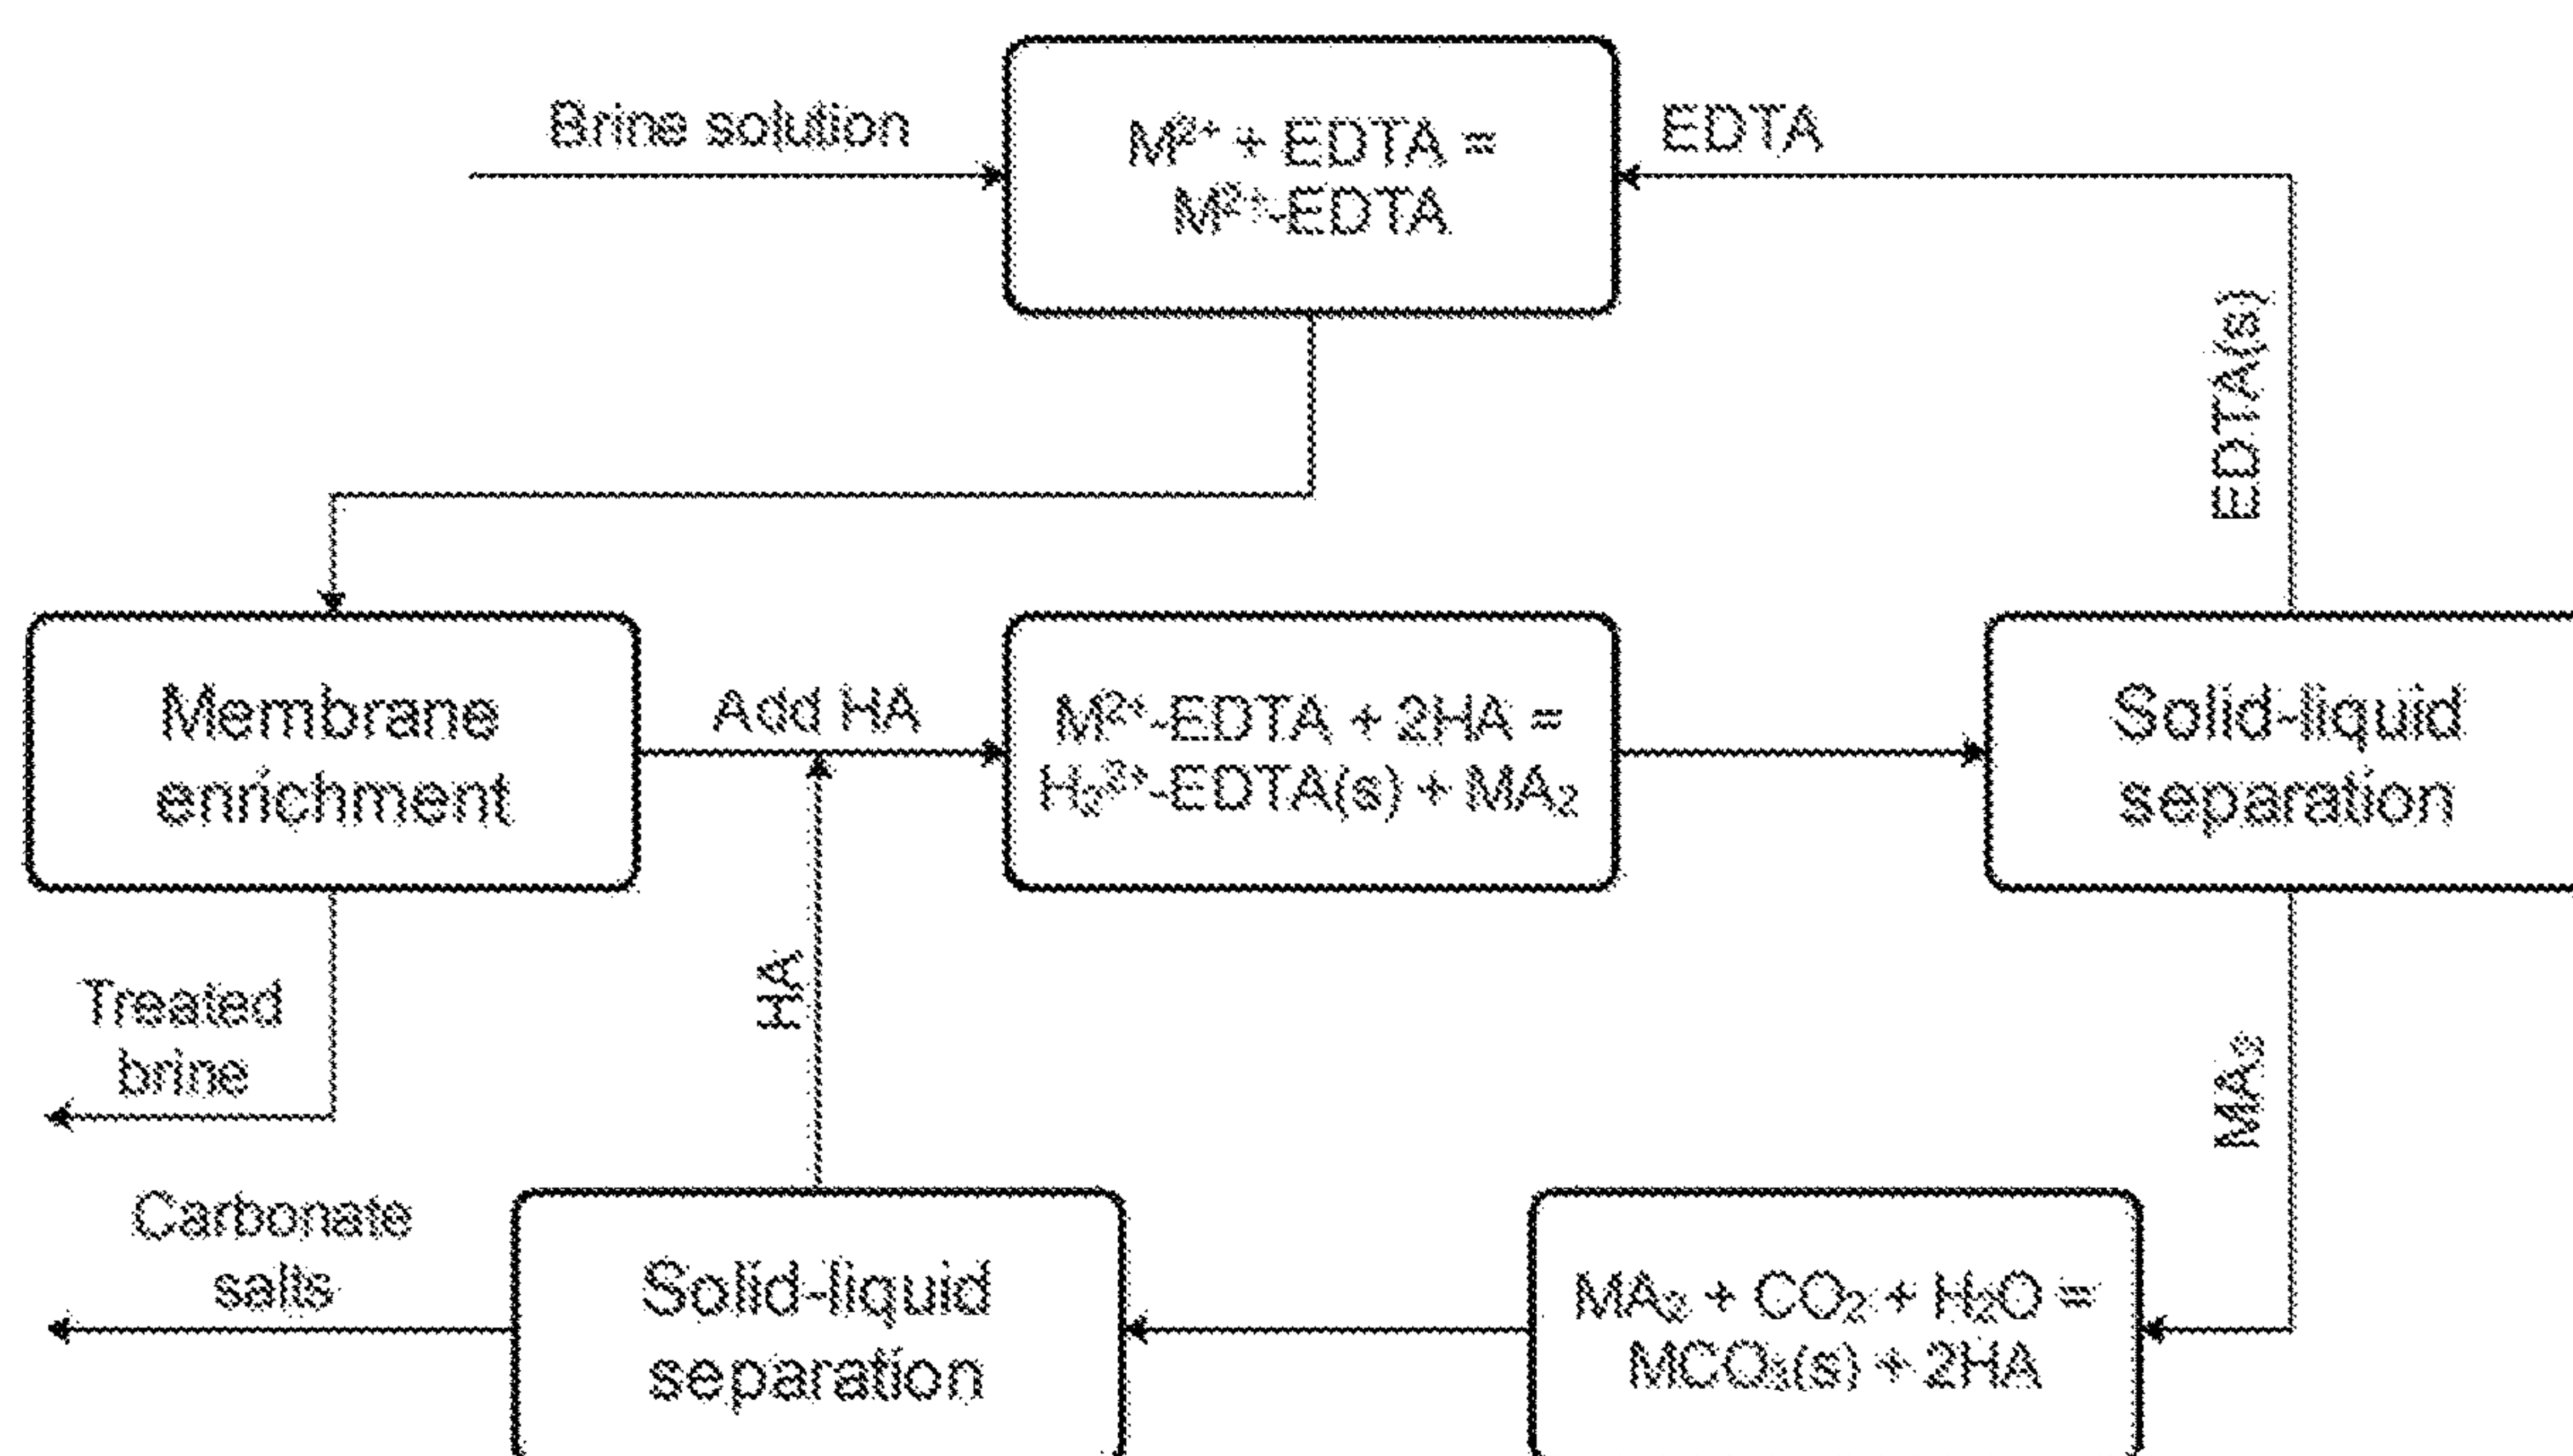 Brine solution
M²⁺ + EDTA =
M²⁺-EDTA
EDTA
EDTA(s)
Membrane
enrichment
Add HA
M²⁺-EDTA + 2HA =
H₂²⁺-EDTA(s) + MA₂
Solid-liquid
separation
Treated
brine
HA
MA₂
Carbonate
salts
Solid-liquid
separation
MA₂ + CO₂ + H₂O =
MCO₃(s) + 2HA